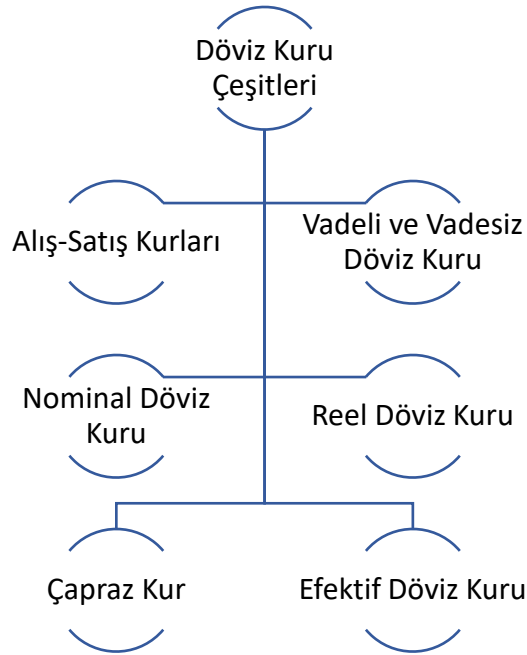 Döviz Kuru
Çeşitleri
Alış-Satış Kurları
Vadeli ve Vadesiz
Döviz Kuru
Nominal Döviz
Kuru
Reel Döviz Kuru
Çapraz Kur
Efektif Döviz Kuru